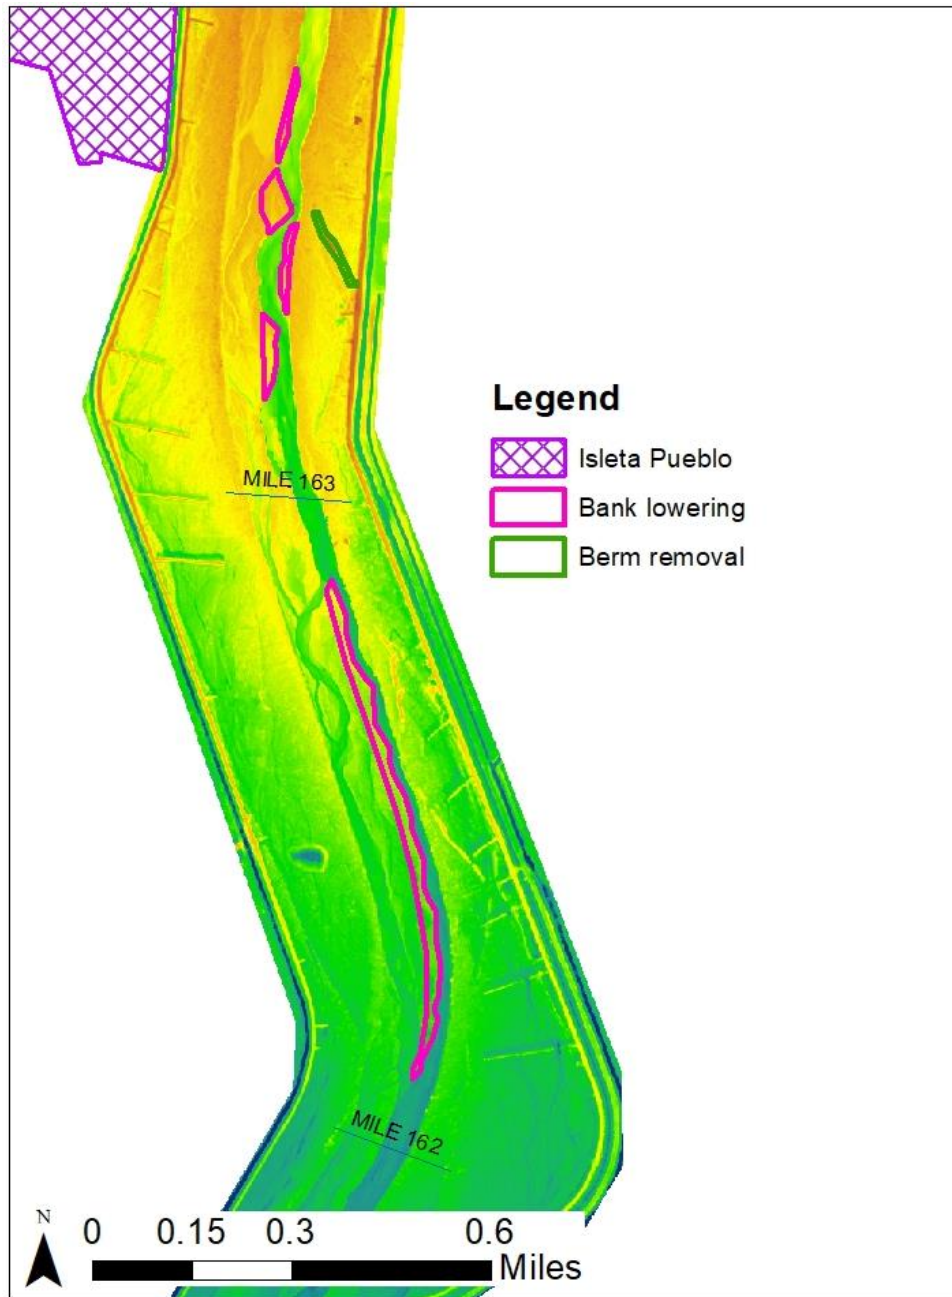 Legend
Isleta Pueblo
Bank lowering
Berm removal
MILE 163
MILE 162
N
0 0.15 0.3 0.6
Miles